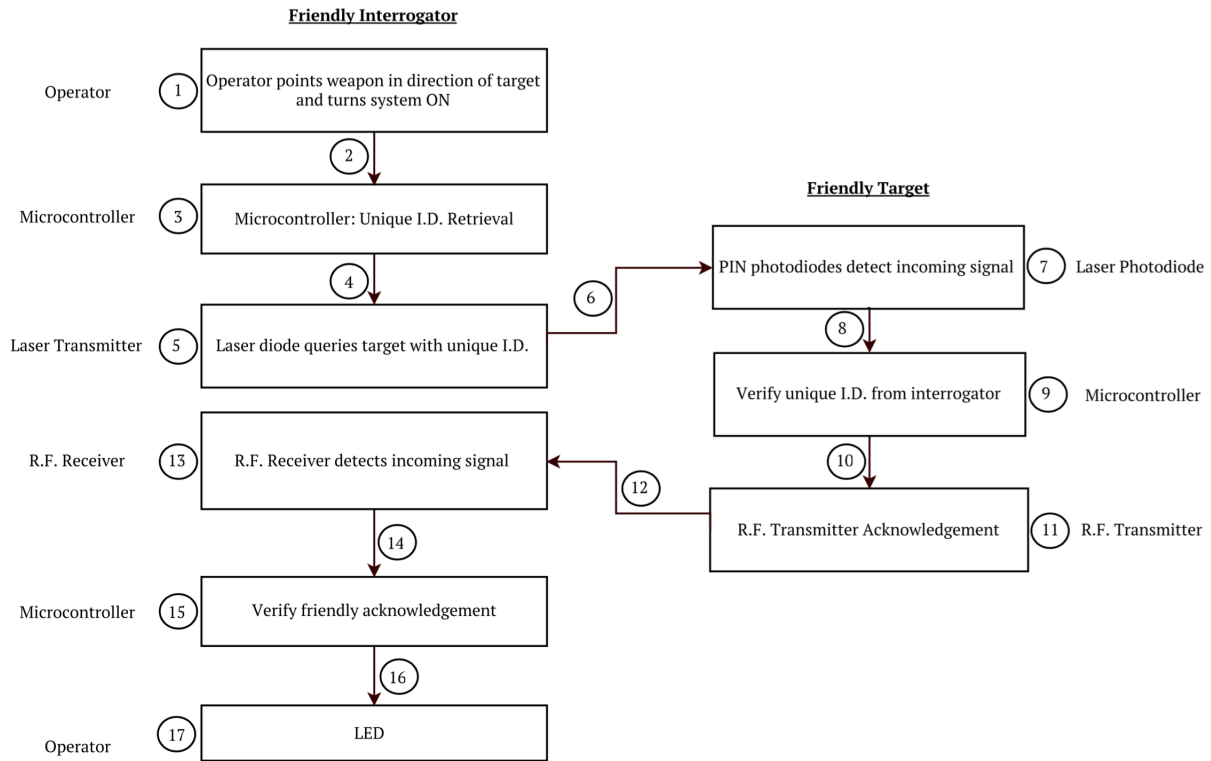 Friendly Interrogator
Operator
1
Operator points weapon in direction of target
and turns system ON
2
Microcontroller
3
Microcontroller: Unique I.D. Retrieval
4
Laser Transmitter
5
Laser diode queries target with unique I.D.
6
Friendly Target
PIN photodiodes detect incoming signal
7
Laser Photodiode
8
Verify unique I.D. from interrogator
9
Microcontroller
10
R.F. Transmitter Acknowledgement
11
R.F. Transmitter
12
R.F. Receiver
13
R.F. Receiver detects incoming signal
14
Microcontroller
15
Verify friendly acknowledgement
16
Operator
17
LED